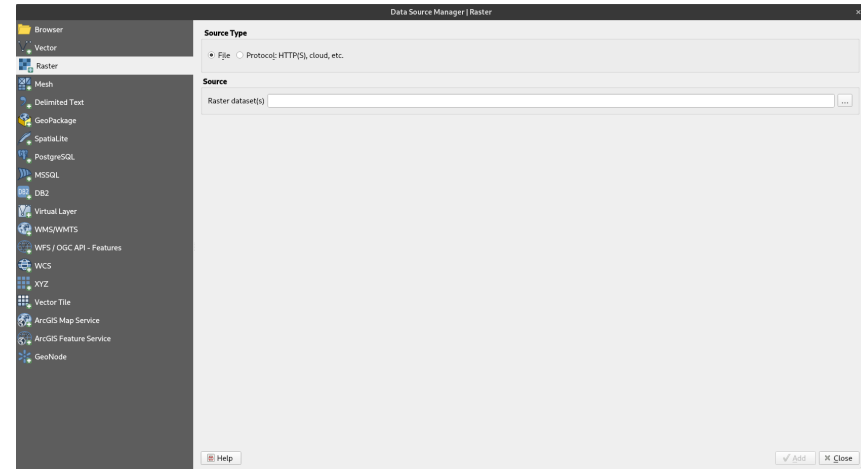 Data Source Manager | Raster
Browser
Vector
Raster
Mesh
Delimited Text
GeoPackage
SpatiaLite
PostgreSQL
MSSQL
DB2
Virtual Layer
WMS/WMTS
WFS / OGC API - Features
WCS
XYZ
Vector Tile
ArcGIS Map Service
ArcGIS Feature Service
GeoNode
Source Type
File Protocol: HTTP(S), cloud, etc.
Source
Raster dataset(s) ...
Help Add Close